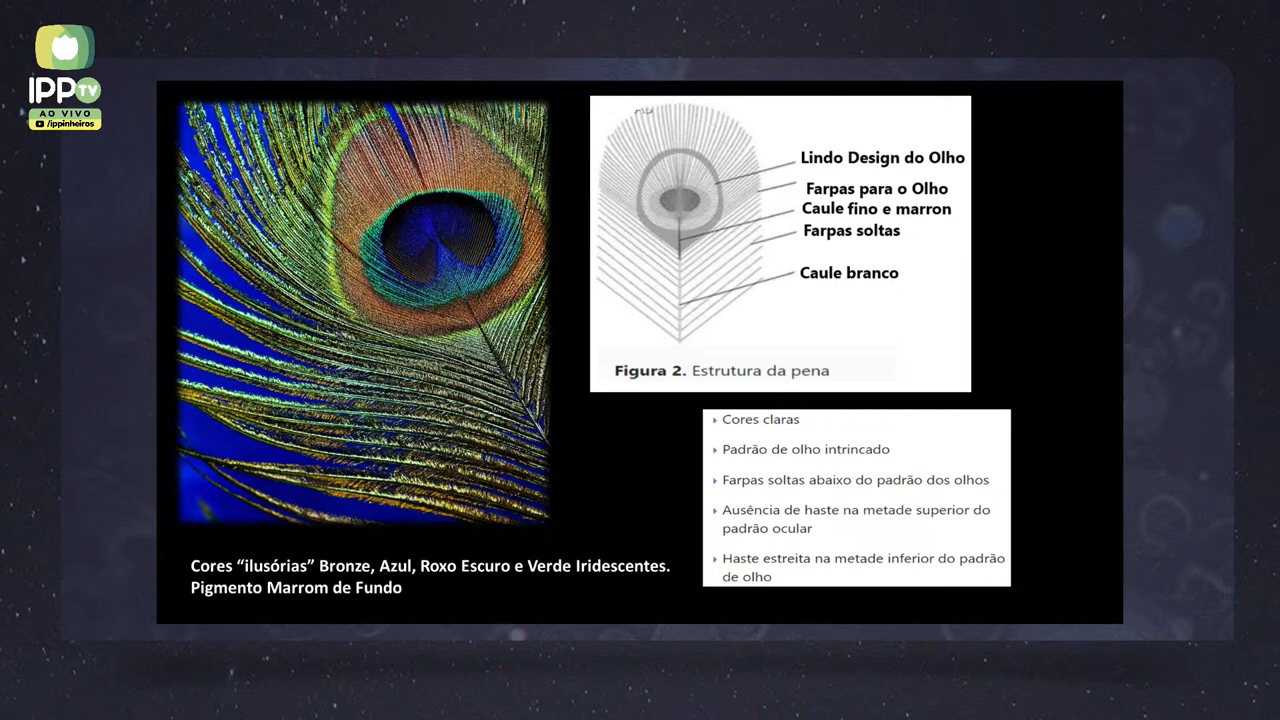 IPP TV
AO VIVO
/ippinheiros
Lindo Design do Olho
Farpas para o Olho
Caule fino e marron
Farpas soltas
Caule branco
Figura 2. Estrutura da pena
Cores claras
Padrão de olho intrincado
Farpas soltas abaixo do padrão dos olhos
Ausência de haste na metade superior do
padrão ocular
Haste estreita na metade inferior do padrão
de olho
Cores “ilusórias” Bronze, Azul, Roxo Escuro e Verde Iridescentes.
Pigmento Marrom de Fundo